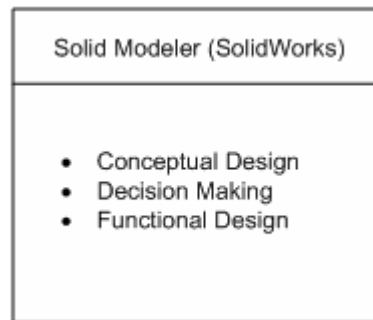 Solid Modeler (SolidWorks)
• Conceptual Design
• Decision Making
• Functional Design